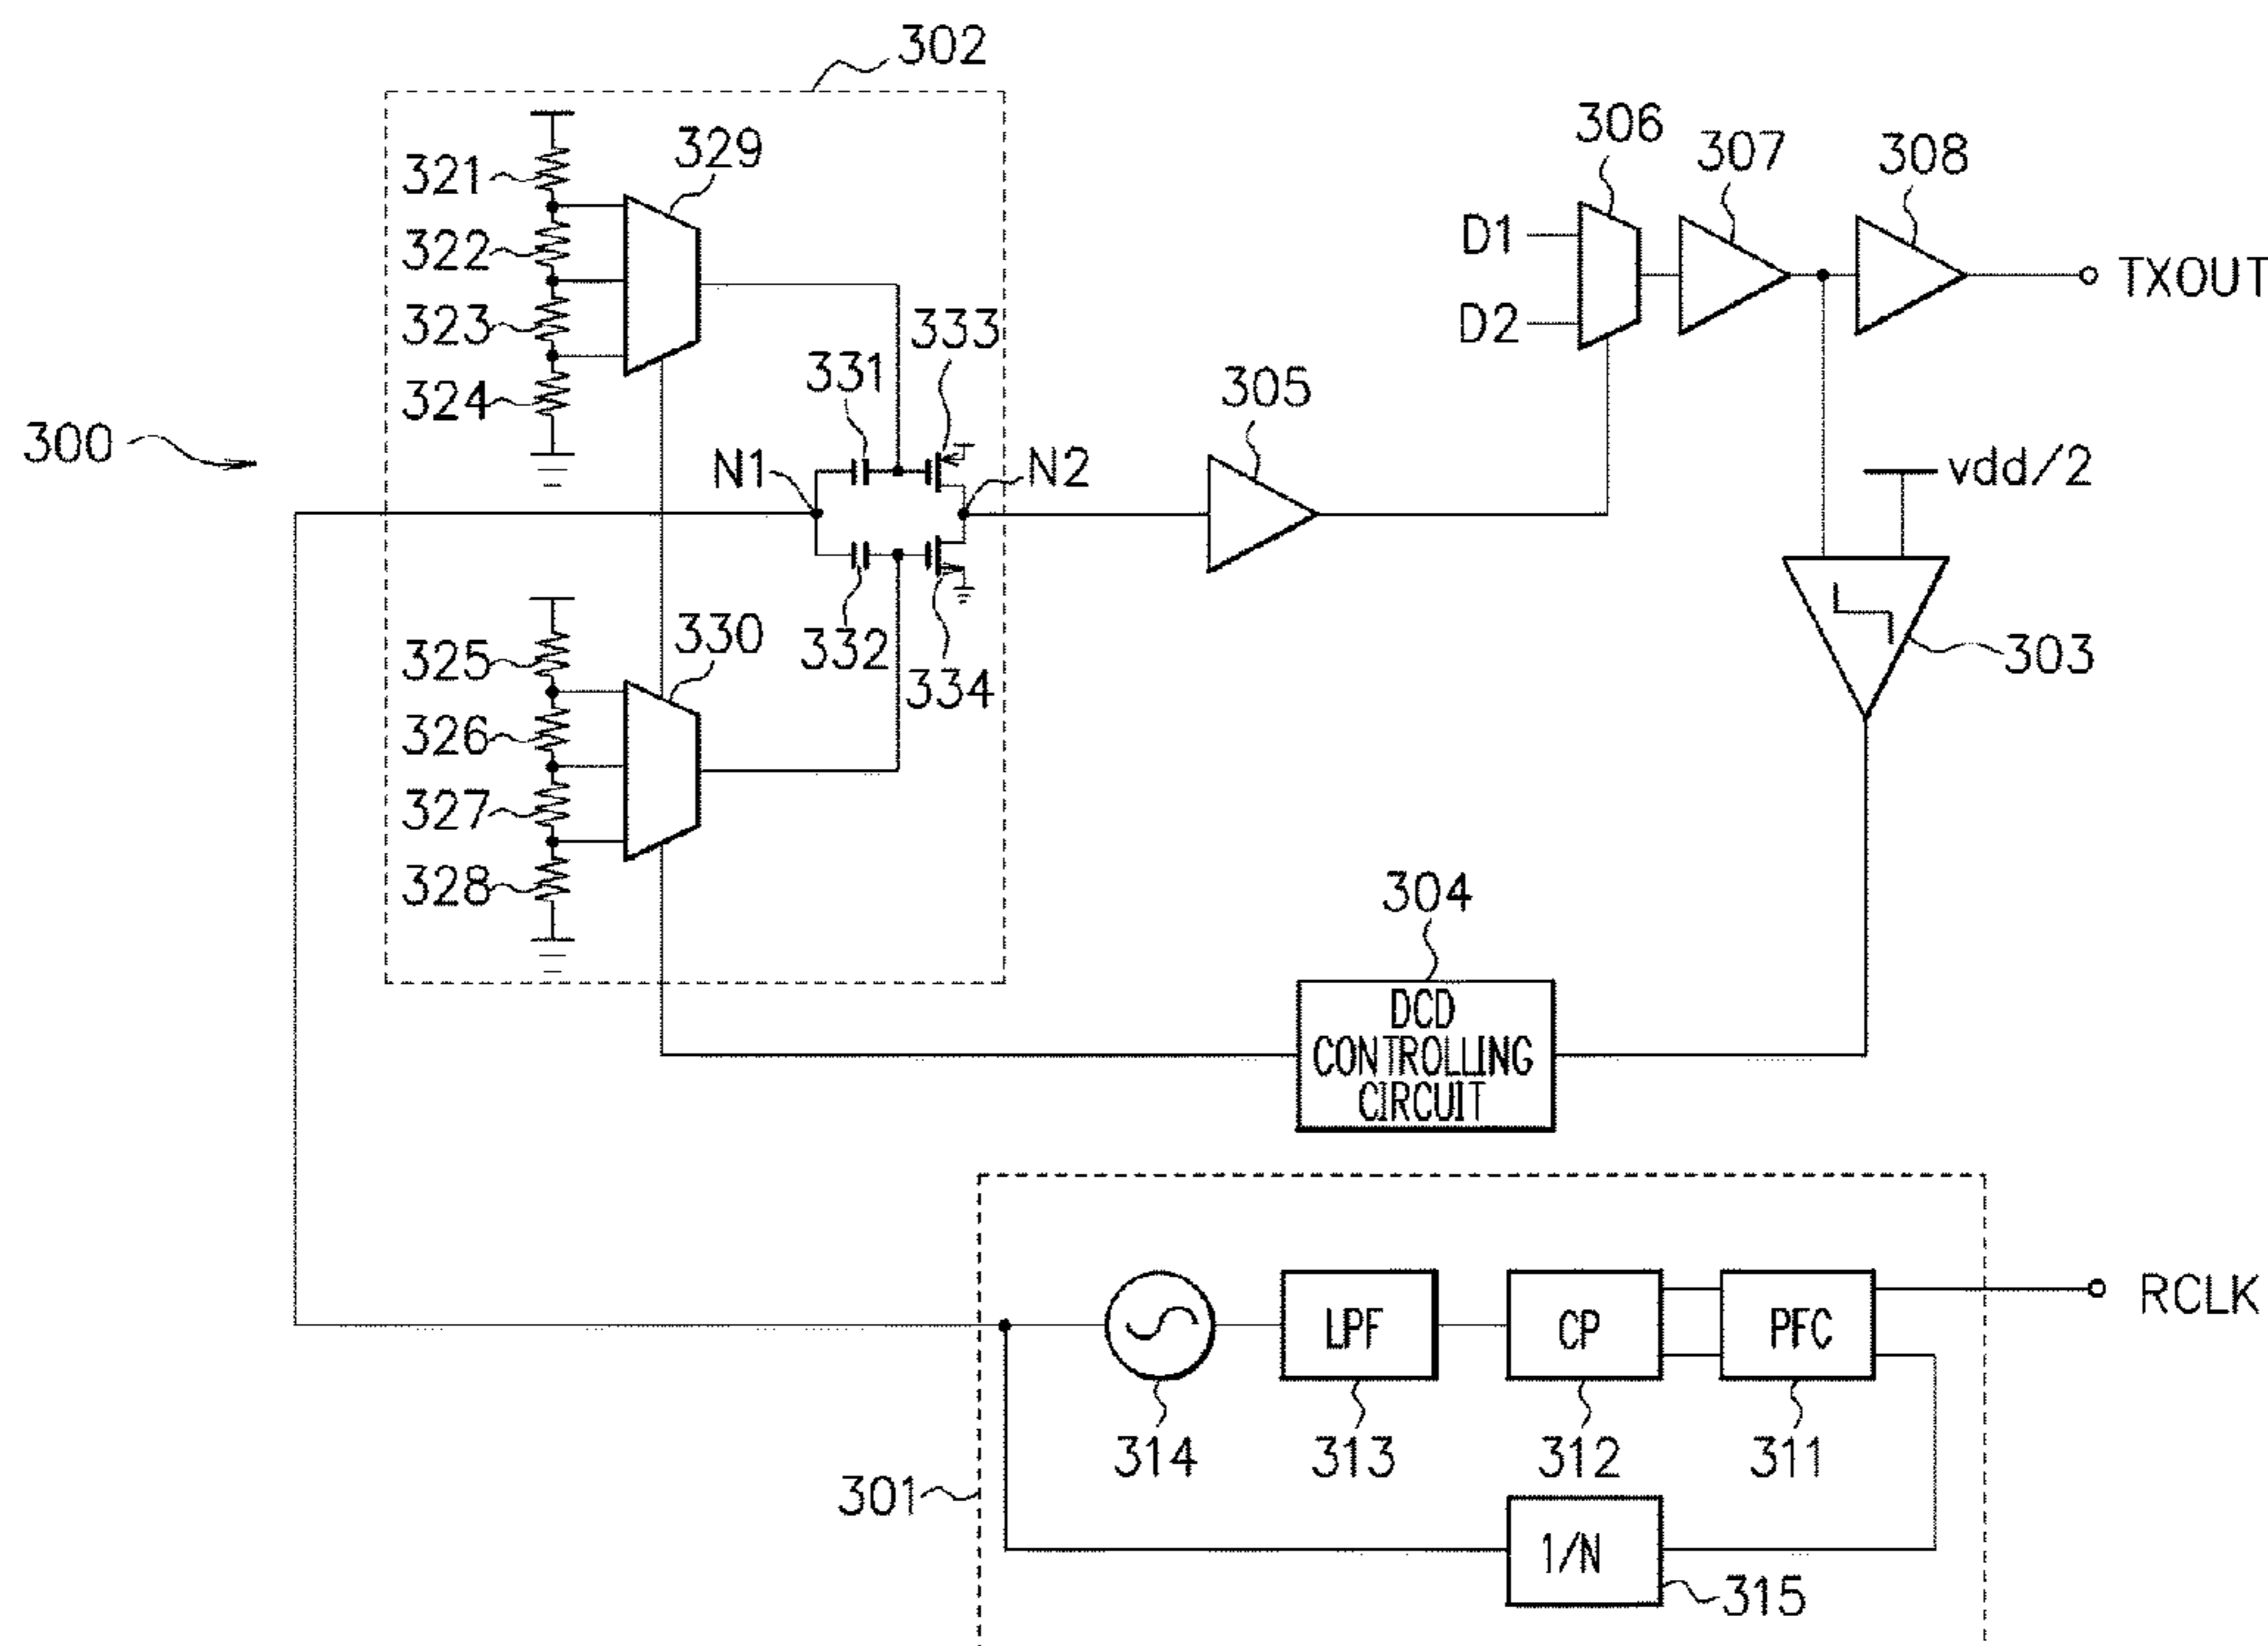 302
306
307
308
329
321
D1
322
TXOUT
333
323
D2
331
305
324
300
N1
N2
vdd/2
325
330
332
303
334
326
327
304
328
DCD
CONTROLLING
CIRCUIT
RCLK
LPF
CP
PFC
314
313
312
311
301
1/N
315